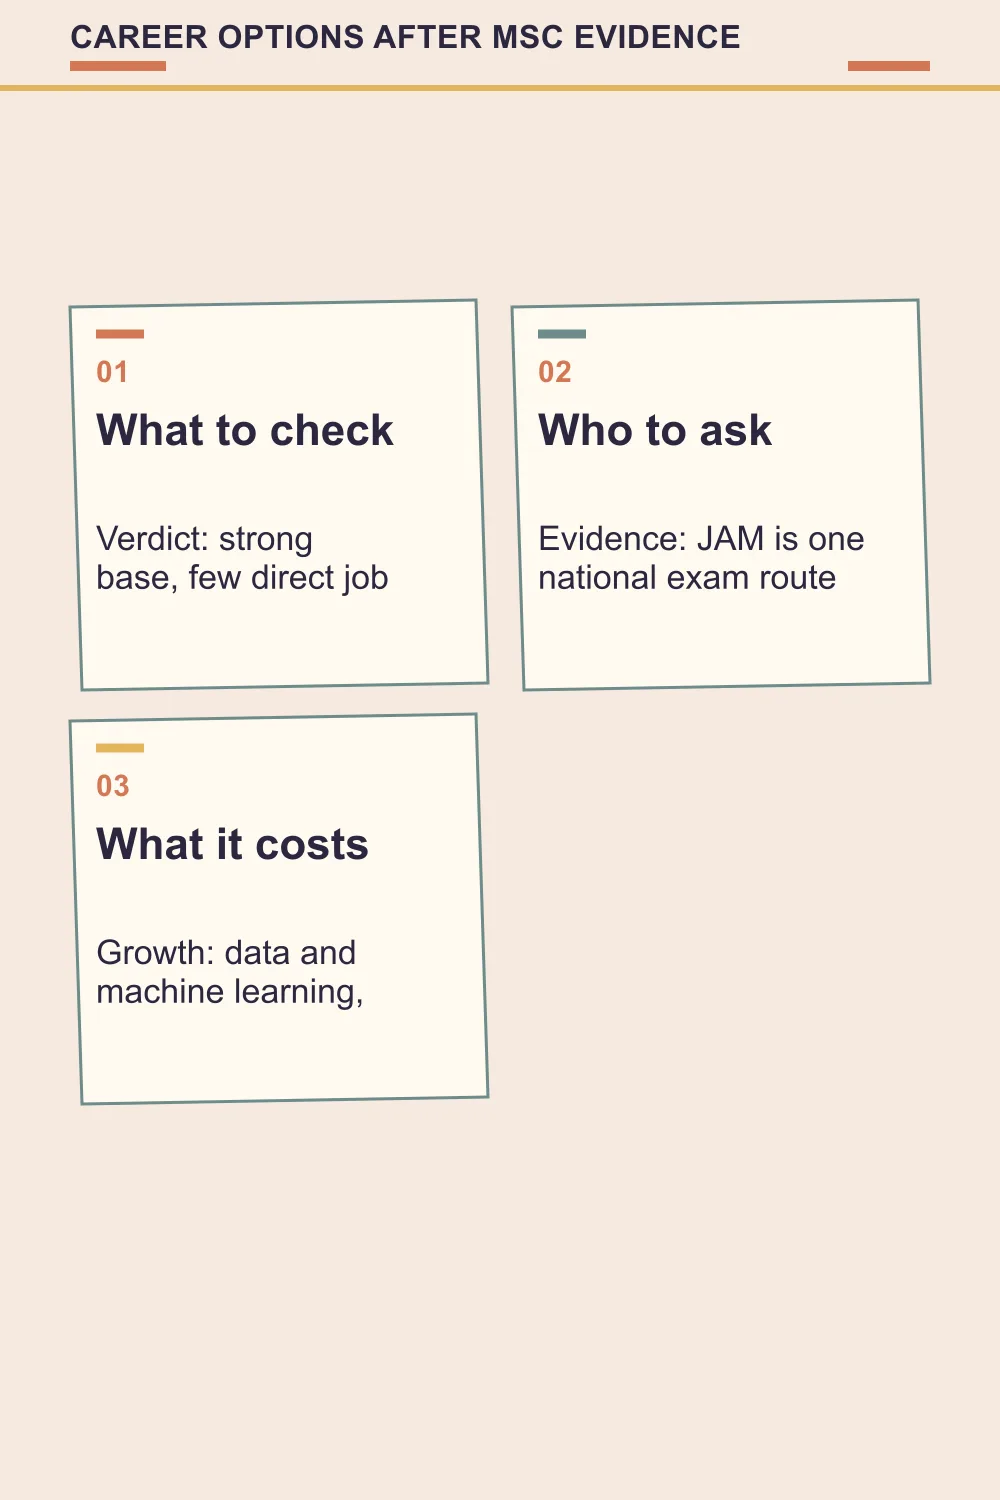 CAREER OPTIONS AFTER MSC EVIDENCE
01
What to check
Verdict: strong
base, few direct job
02
Who to ask
Evidence: JAM is one
national exam route
03
What it costs
Growth: data and
machine learning,